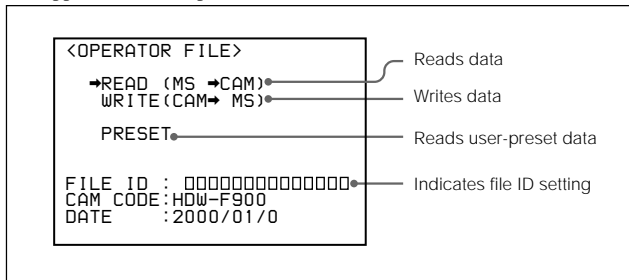 <OPERATOR FILE>
➡READ (MS ➡CAM)
Reads data
WRITE(CAM➡ MS)
Writes data
PRESET
Reads user-preset data
FILE ID : ▯▯▯▯▯▯▯▯▯▯▯▯▯▯
Indicates file ID setting
CAM CODE:HDW-F900
DATE :2000/01/0